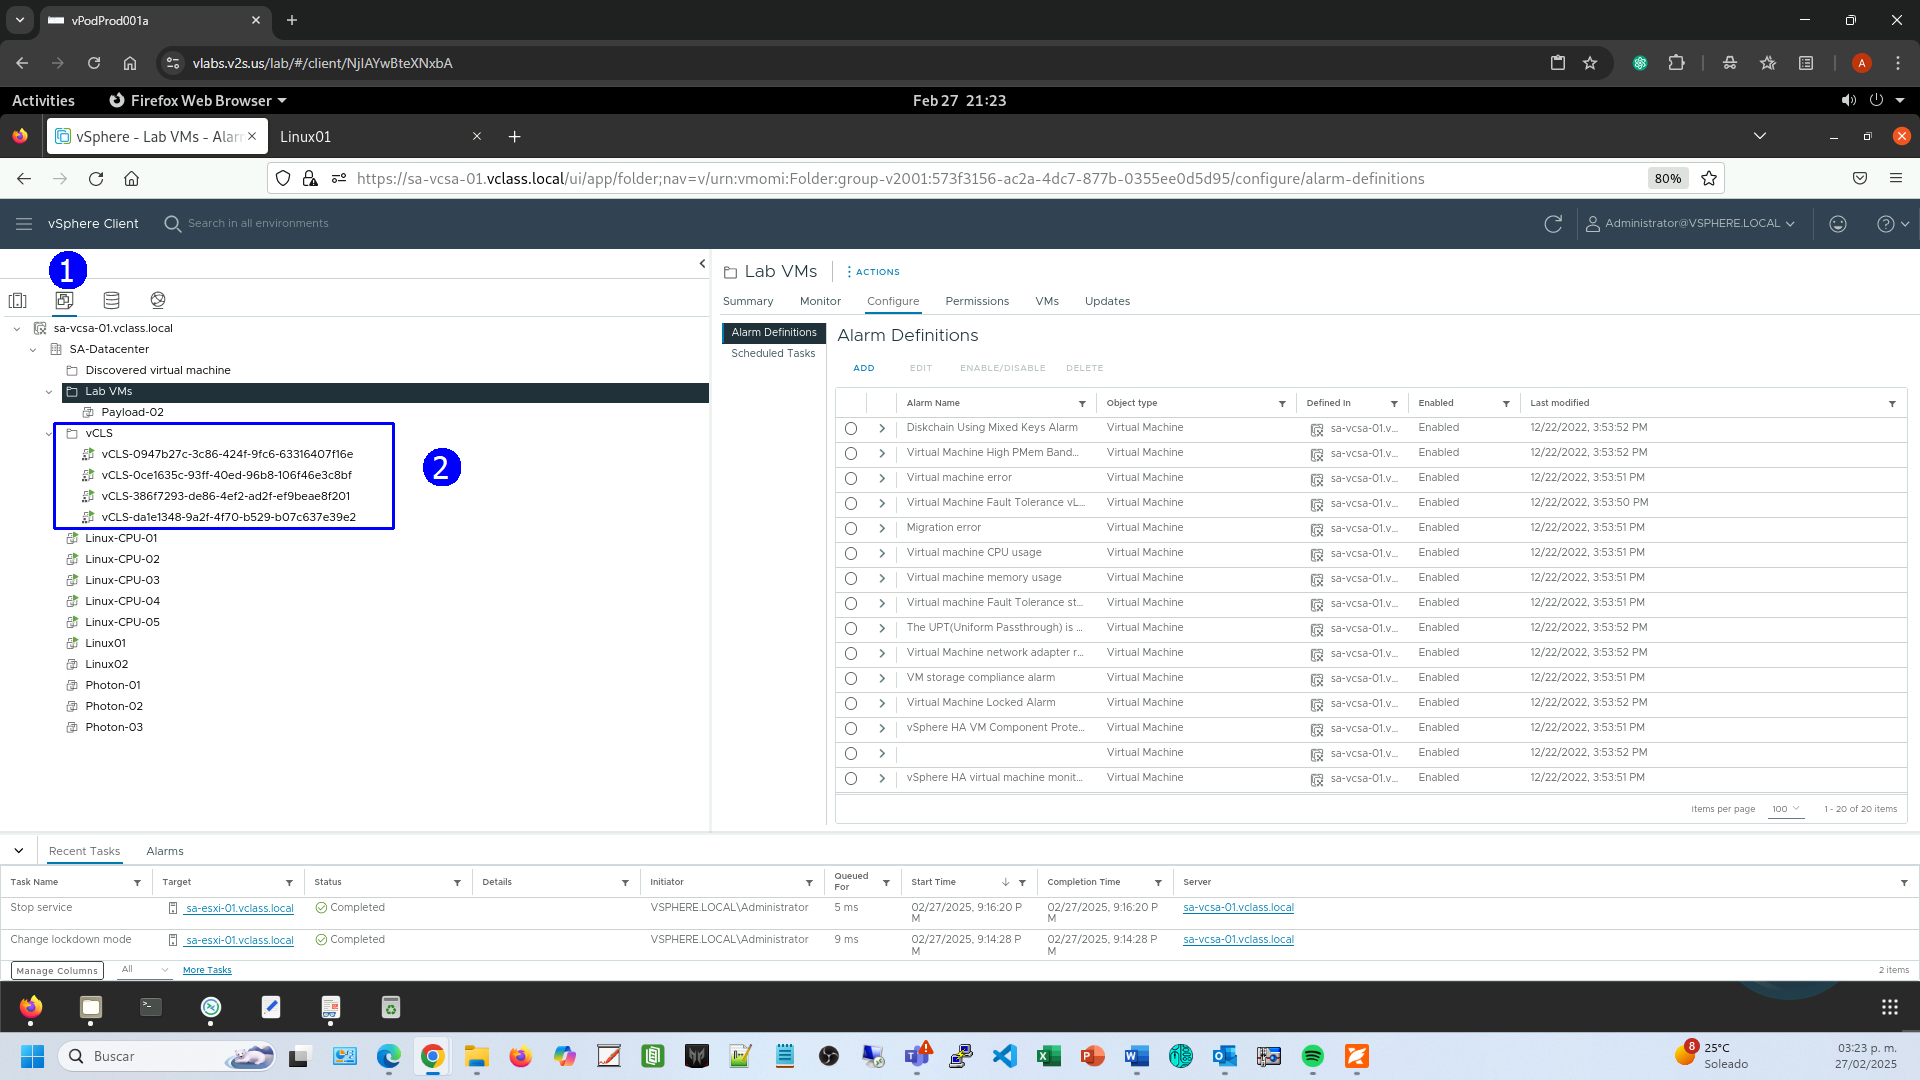 vPodProd001a
vlabs.v2s.us/lab/#/client/NjIAYwBteXNxbA
A
Activities
Firefox Web Browser
Feb 27 21:23
vSphere - Lab VMs - Alar
Linux01
https://sa-vcsa-01.vclass.local/ui/app/folder;nav=v/urn:vmomi:Folder:group-v2001:573f3156-ac2a-4dc7-877b-0355ee0d5d95/configure/alarm-definitions
80%
vSphere Client
Search in all environments
Administrator@VSPHERE.LOCAL
1
sa-vcsa-01.vclass.local
SA-Datacenter
Discovered virtual machine
Lab VMs
Payload-02
vCLS
vCLS-0947b27c-3c86-424f-9fc6-63316407f16e
vCLS-0ce1635c-93ff-40ed-96b8-106f46e3c8bf
vCLS-386f7293-de86-4ef2-ad2f-ef9beae8f201
vCLS-da1e1348-9a2f-4f70-b529-b07c637e39e2
2
Linux-CPU-01
Linux-CPU-02
Linux-CPU-03
Linux-CPU-04
Linux-CPU-05
Linux01
Linux02
Photon-01
Photon-02
Photon-03
Lab VMs
ACTIONS
Summary Monitor Configure Permissions VMs Updates
Alarm Definitions
Scheduled Tasks
Alarm Definitions
ADD EDIT ENABLE/DISABLE DELETE
Alarm Name Object type Defined In Enabled Last modified
Diskchain Using Mixed Keys Alarm Virtual Machine sa-vcsa-01.v... Enabled 12/22/2022, 3:53:52 PM
Virtual Machine High PMem Band... Virtual Machine sa-vcsa-01.v... Enabled 12/22/2022, 3:53:52 PM
Virtual machine error Virtual Machine sa-vcsa-01.v... Enabled 12/22/2022, 3:53:51 PM
Virtual Machine Fault Tolerance vL... Virtual Machine sa-vcsa-01.v... Enabled 12/22/2022, 3:53:50 PM
Migration error Virtual Machine sa-vcsa-01.v... Enabled 12/22/2022, 3:53:51 PM
Virtual machine CPU usage Virtual Machine sa-vcsa-01.v... Enabled 12/22/2022, 3:53:51 PM
Virtual machine memory usage Virtual Machine sa-vcsa-01.v... Enabled 12/22/2022, 3:53:51 PM
Virtual machine Fault Tolerance st... Virtual Machine sa-vcsa-01.v... Enabled 12/22/2022, 3:53:51 PM
The UPT(Uniform Passthrough) is ... Virtual Machine sa-vcsa-01.v... Enabled 12/22/2022, 3:53:52 PM
Virtual Machine network adapter r... Virtual Machine sa-vcsa-01.v... Enabled 12/22/2022, 3:53:52 PM
VM storage compliance alarm Virtual Machine sa-vcsa-01.v... Enabled 12/22/2022, 3:53:51 PM
Virtual Machine Locked Alarm Virtual Machine sa-vcsa-01.v... Enabled 12/22/2022, 3:53:52 PM
vSphere HA VM Component Prote... Virtual Machine sa-vcsa-01.v... Enabled 12/22/2022, 3:53:51 PM
Virtual Machine sa-vcsa-01.v... Enabled 12/22/2022, 3:53:52 PM
vSphere HA virtual machine monit... Virtual Machine sa-vcsa-01.v... Enabled 12/22/2022, 3:53:51 PM
Items per page 100 1 - 20 of 20 items
Recent Tasks Alarms
Task Name Target Status Details Initiator Queued For Start Time Completion Time Server
Stop service sa-esxi-01.vclass.local Completed VSPHERE.LOCAL\Administrator 5 ms 02/27/2025, 9:16:20 PM 02/27/2025, 9:16:20 PM sa-vcsa-01.vclass.local
Change lockdown mode sa-esxi-01.vclass.local Completed VSPHERE.LOCAL\Administrator 9 ms 02/27/2025, 9:14:28 PM 02/27/2025, 9:14:28 PM sa-vcsa-01.vclass.local
Manage Columns All More Tasks 2 items
Buscar
8
25°C
Soleado
03:23 p. m.
27/02/2025